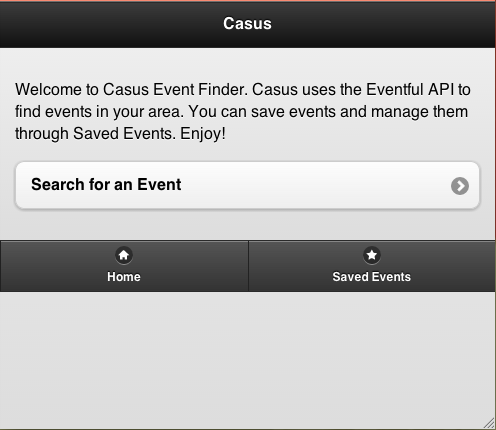 Casus
Welcome to Casus Event Finder. Casus uses the Eventful API to
find events in your area. You can save events and manage them
through Saved Events. Enjoy!
Search for an Event
Home
Saved Events